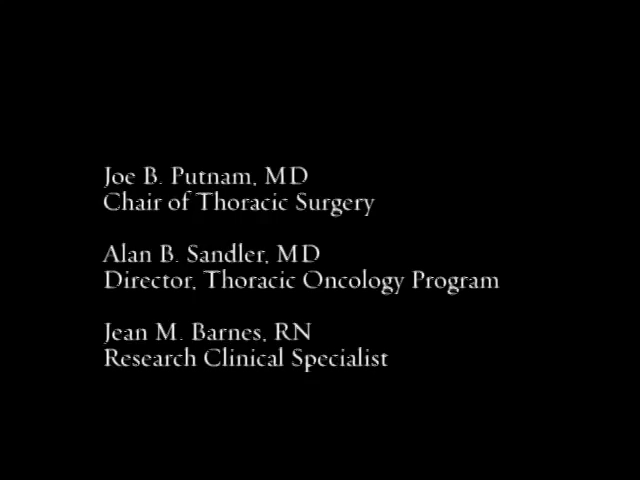 Joe B. Putnam, MD
Chair of Thoracic Surgery
Alan B. Sandler, MD
Director, Thoracic Oncology Program
Jean M. Barnes, RN
Research Clinical Specialist